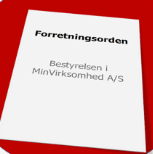 Forretningsorden
Bestyrelsen i
MinVirksomhed A/S